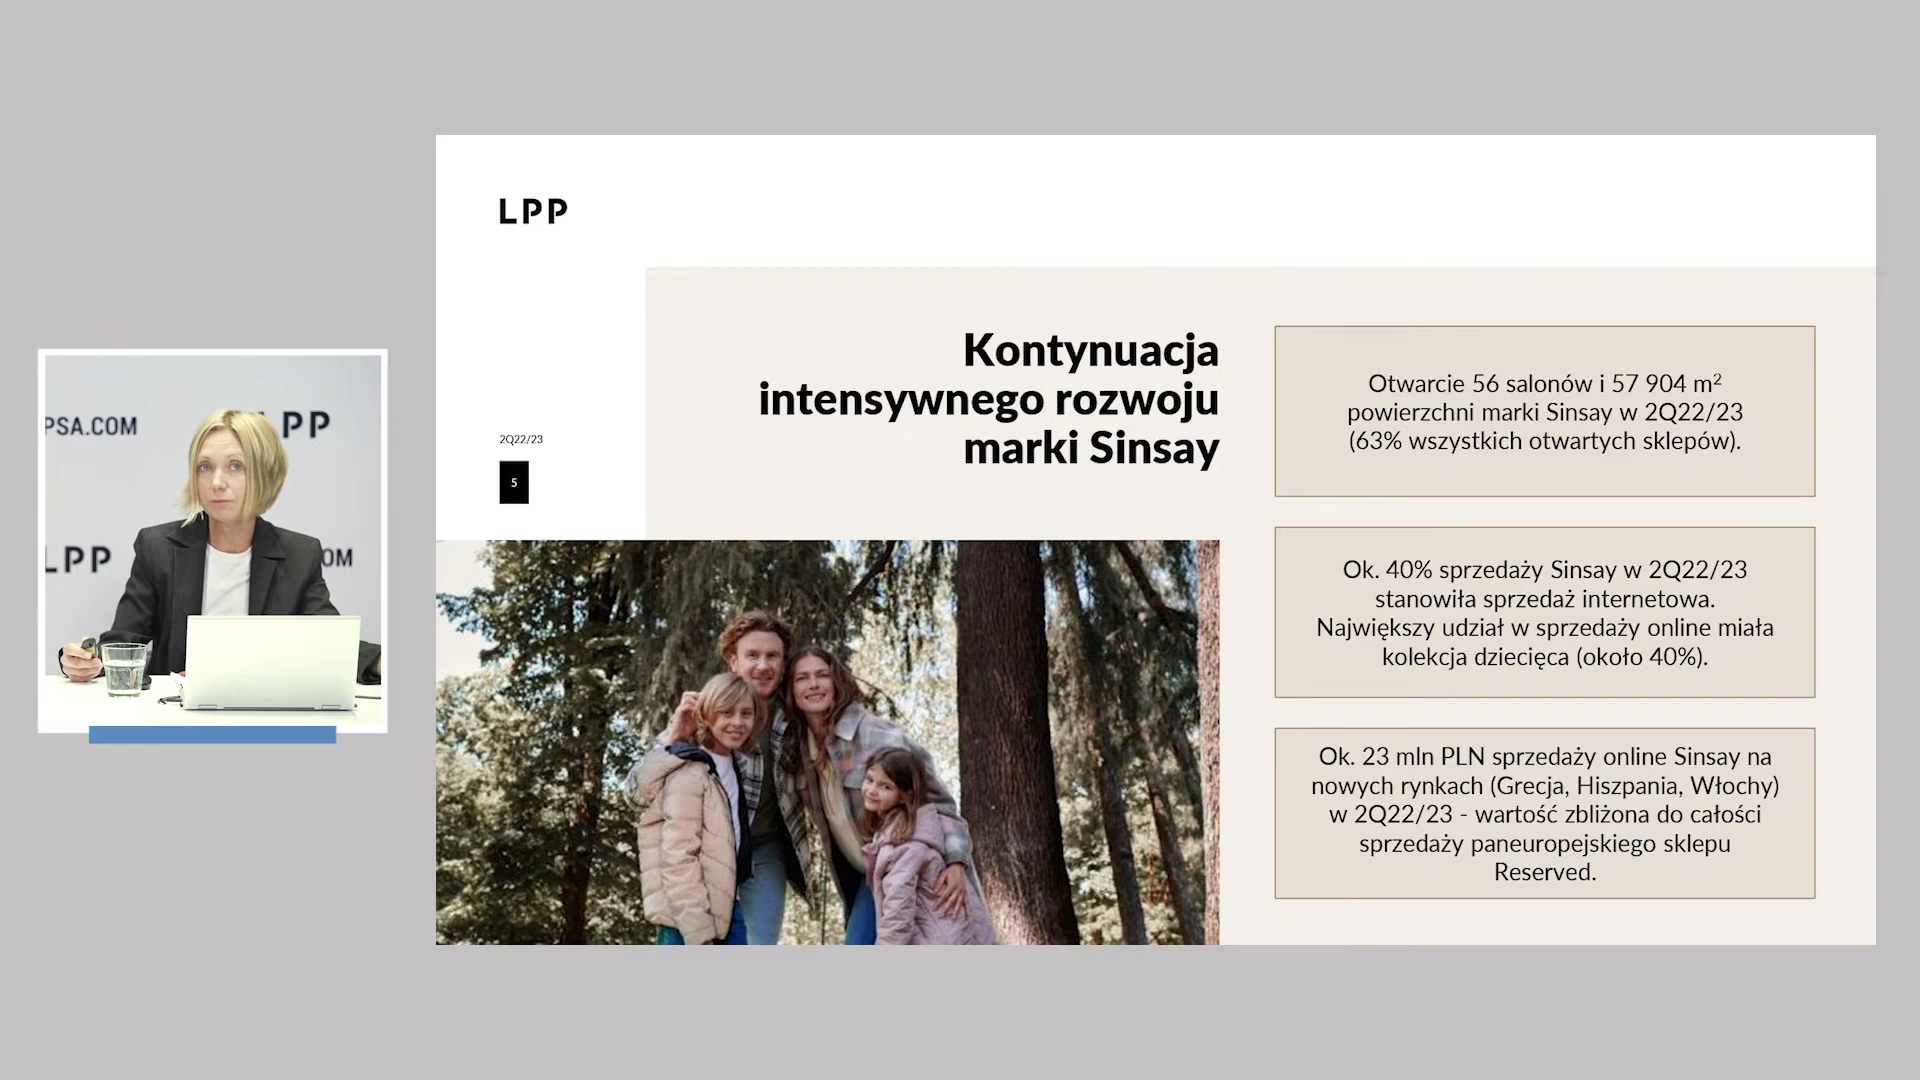 PSA.COM
LPP
LPP
OM
LPP
2Q22/23
5
Kontynuacja
intensywnego rozwoju
marki Sinsay
Otwarcie 56 salonów i 57 904 m²
powierzchni marki Sinsay w 2Q22/23
(63% wszystkich otwartych sklepów).
Ok. 40% sprzedaży Sinsay w 2Q22/23
stanowiła sprzedaż internetowa.
Największy udział w sprzedaży online miała
kolekcja dziecięca (około 40%).
Ok. 23 mln PLN sprzedaży online Sinsay na
nowych rynkach (Grecja, Hiszpania, Włochy)
w 2Q22/23 - wartość zbliżona do całości
sprzedaży paneuropejskiego sklepu
Reserved.